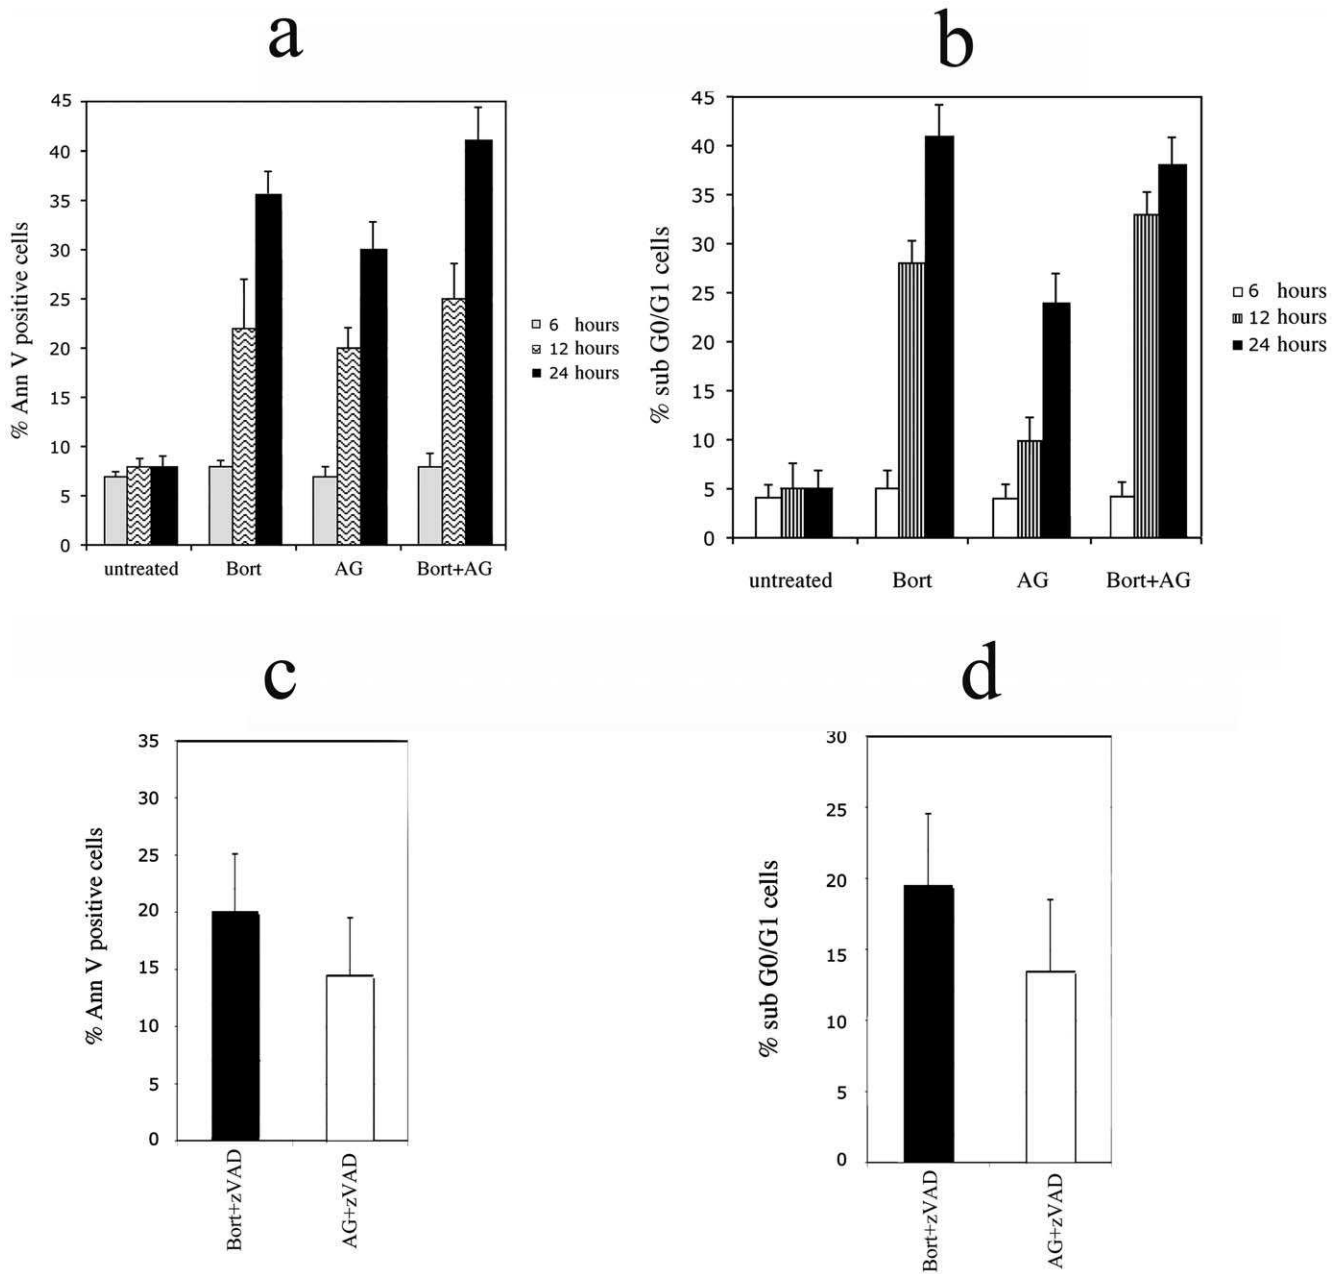 a
b
% Ann V positive cells
45
40
35
30
25
20
15
10
5
0
untreated Bort AG Bort+AG
6 hours
12 hours
24 hours
% sub G0/G1 cells
45
40
35
30
25
20
15
10
5
0
untreated Bort AG Bort+AG
6 hours
12 hours
24 hours
c
d
% Ann V positive cells
35
30
25
20
15
10
5
0
Bort+zVAD
AG+zVAD
% sub G0/G1 cells
30
25
20
15
10
5
0
Bort+zVAD
AG+zVAD